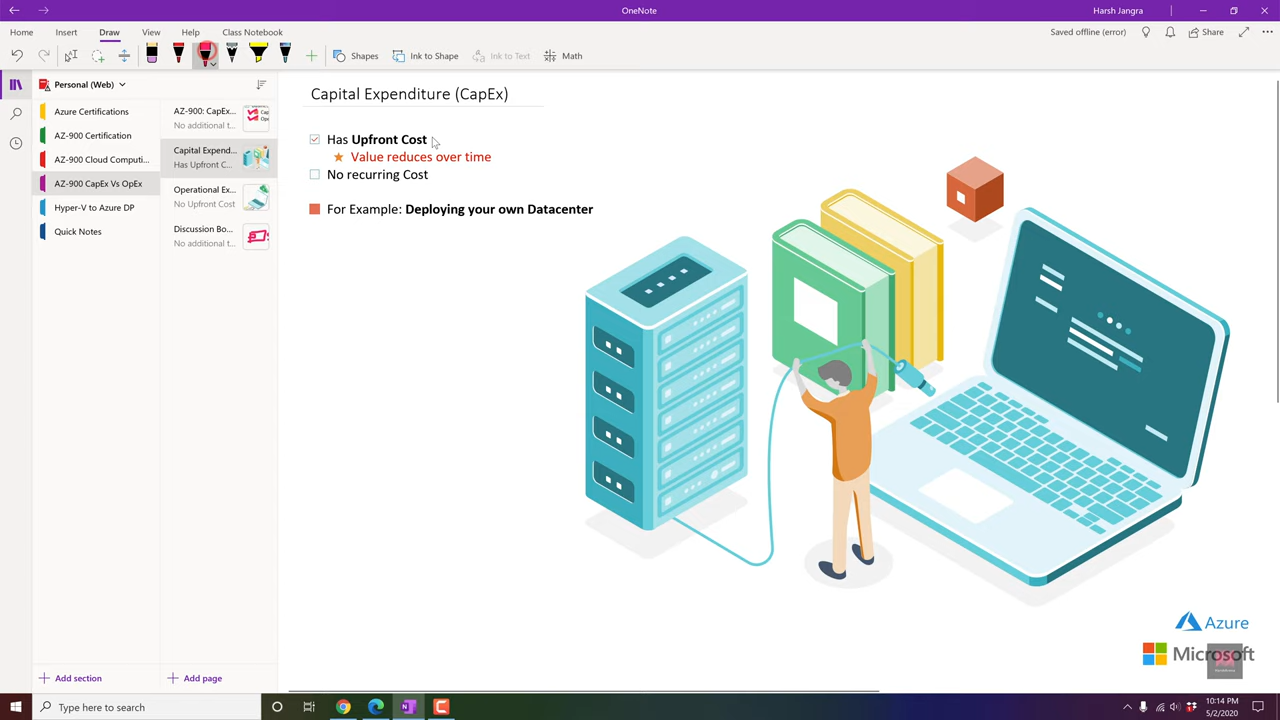 OneNote
Harsh Jangra
Home
Insert
Draw
View
Help
Class Notebook
Saved offline (error)
Share
Shapes
Ink to Shape
Ink to Text
Math
Personal (Web)
Azure Certifications
AZ-900 Certification
AZ-900 Cloud Computi...
AZ-900 CapEx Vs OpEx
Hyper-V to Azure DP
Quick Notes
AZ-900: CapEx...
No additional t...
Capital Expend...
Has Upfront C...
Operational Ex...
No Upfront Cost
Discussion Bo...
No additional t...
Capital Expenditure (CapEx)
Has Upfront Cost
Value reduces over time
No recurring Cost
For Example: Deploying your own Datacenter
Azure
Microsoft
Add section
Add page
Type here to search
10:14 PM
5/2/2020